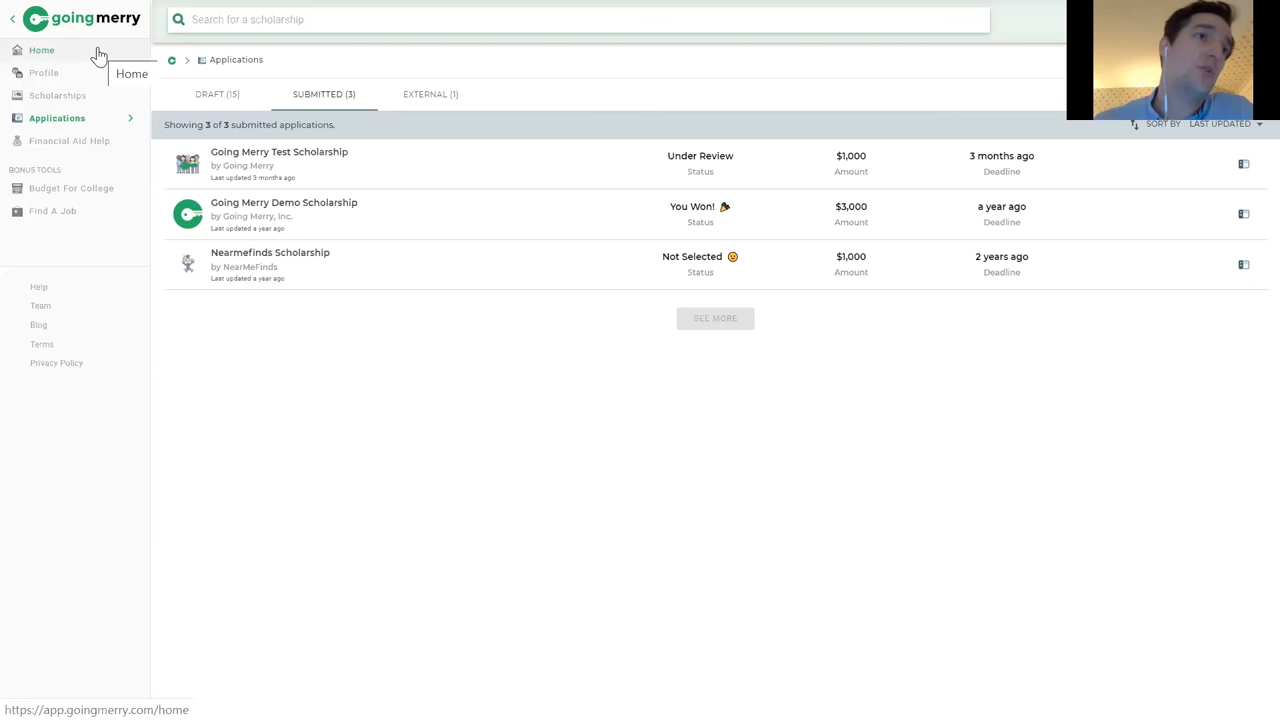 goingmerry
Search for a scholarship
Home
Home
Profile
Scholarships
Applications
Financial Aid Help
BONUS TOOLS
Budget For College
Find A Job
Help
Team
Blog
Terms
Privacy Policy
Applications
DRAFT (15) SUBMITTED (3) EXTERNAL (1)
Showing 3 of 3 submitted applications.
SORT BY LAST UPDATED
Going Merry Test Scholarship
by Going Merry
Last updated 3 months ago
Under Review
Status
$1,000
Amount
3 months ago
Deadline
Going Merry Demo Scholarship
by Going Merry, Inc.
Last updated a year ago
You Won!
Status
$3,000
Amount
a year ago
Deadline
Nearmefinds Scholarship
by NearMeFinds
Last updated a year ago
Not Selected
Status
$1,000
Amount
2 years ago
Deadline
SEE MORE
https://app.goingmerry.com/home